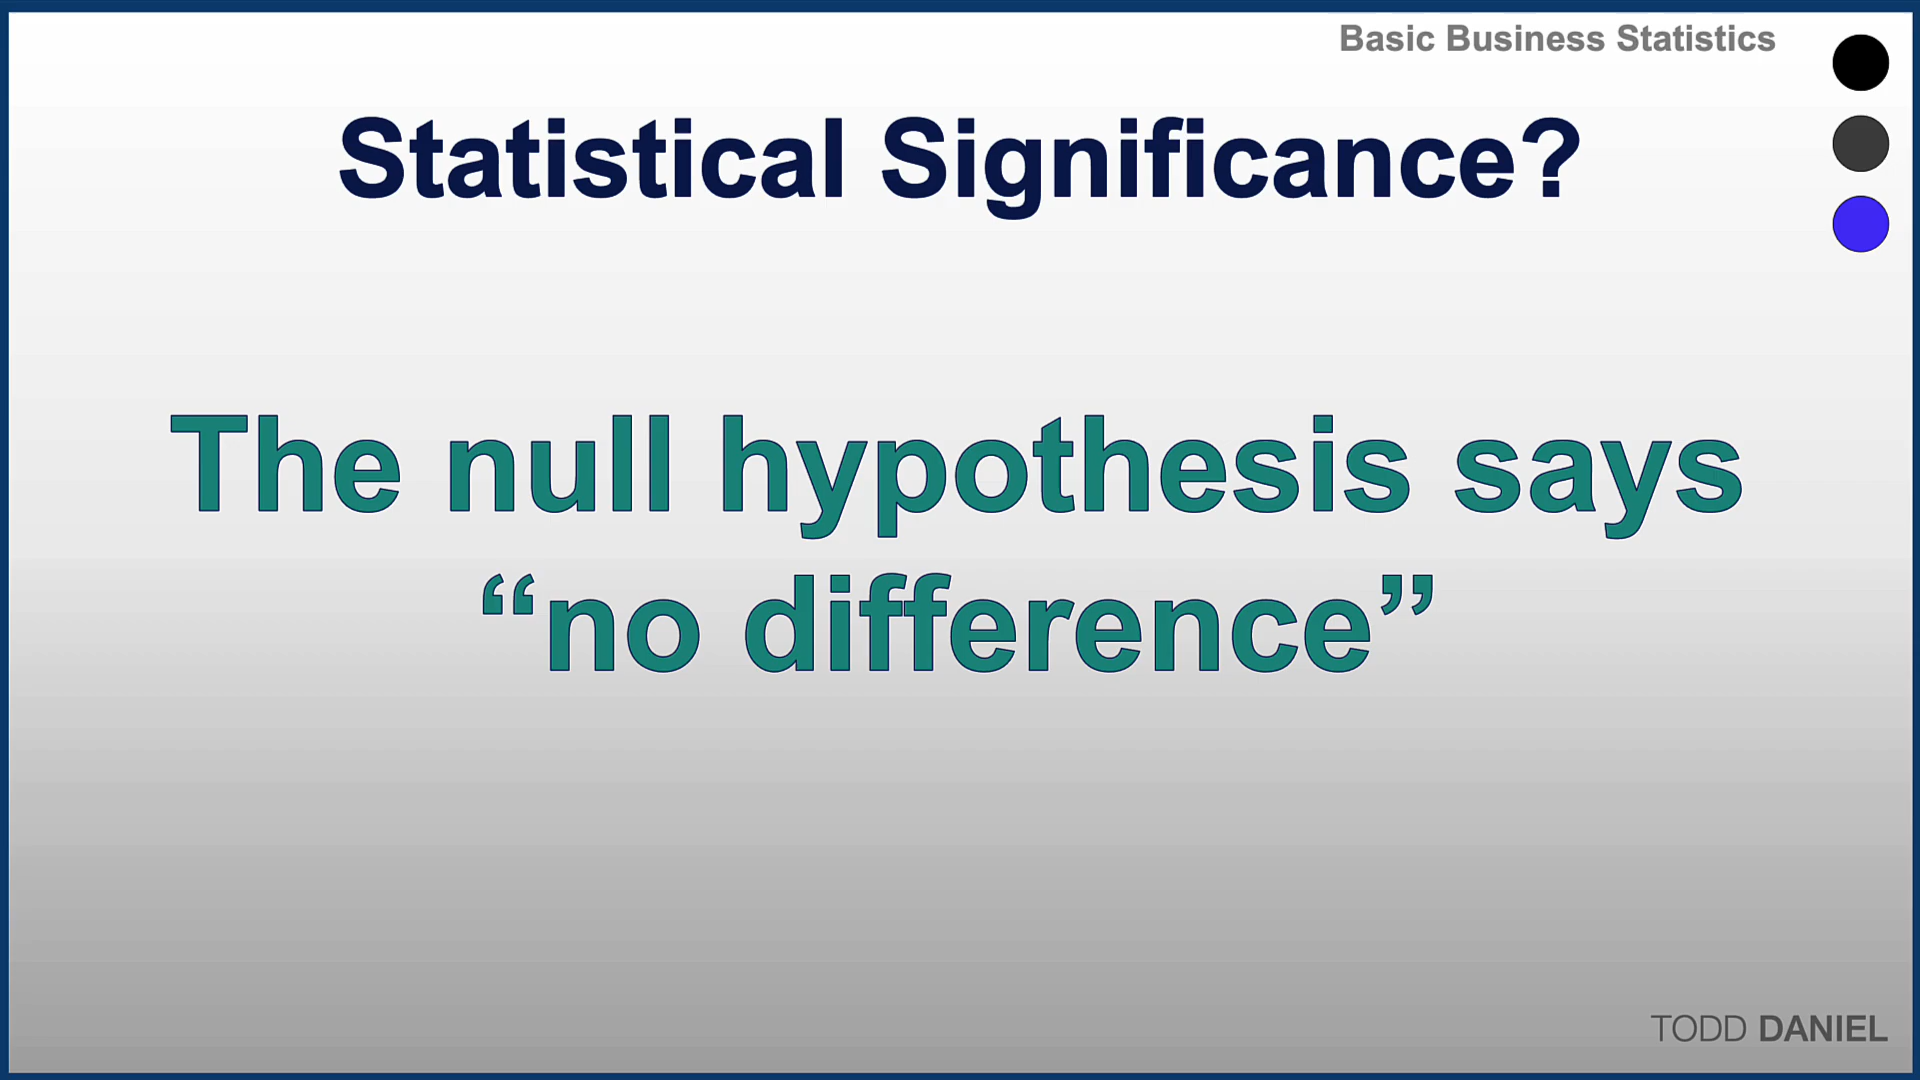 Basic Business Statistics
Statistical Significance?
The null hypothesis says
“no difference”
TODD DANIEL